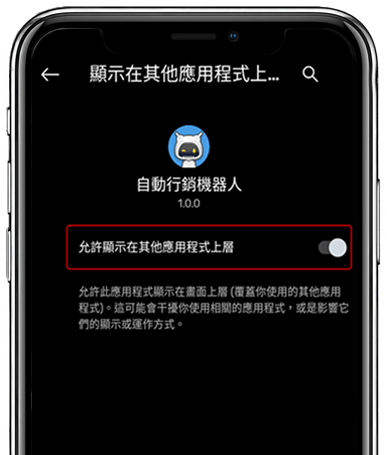 顯示在其他應用程式上...
自動行銷機器人
1.0.0
允許顯示在其他應用程式上層
允許此應用程式顯示在畫面上層 (覆蓋你使用的其他應用
程式)。這可能會干擾你使用相關的應用程式，或是影響它
們的顯示或運作方式。